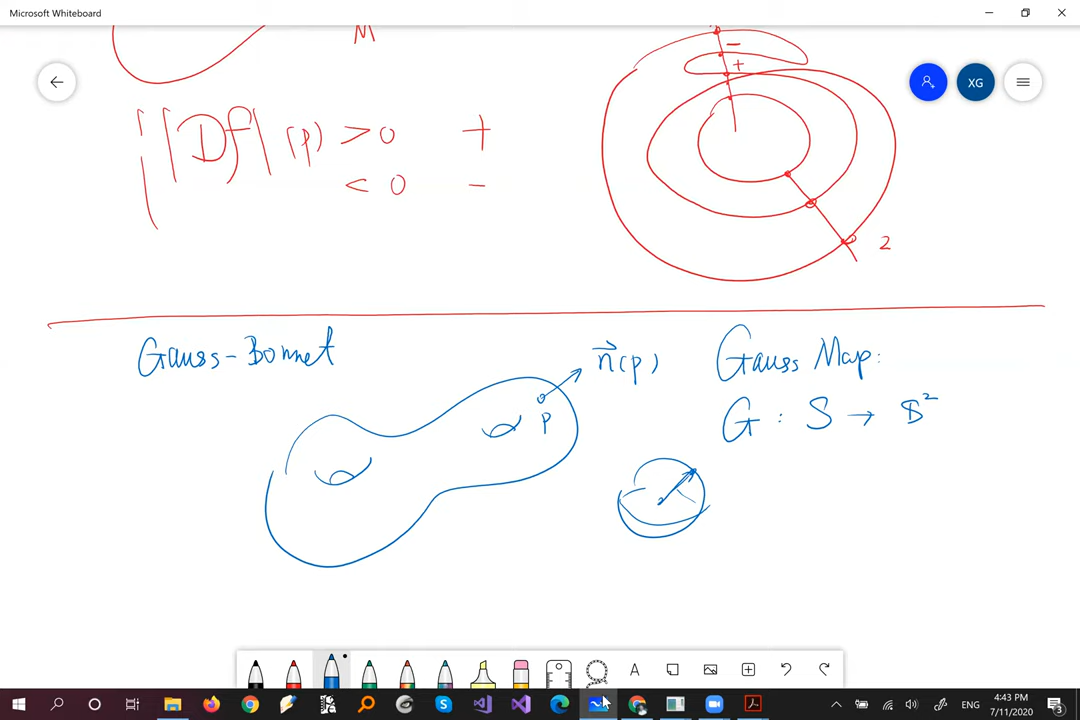 Microsoft Whiteboard
M
-
+
|Df|(p) > 0 +
< 0 -
2
XG
Gauss-Bonnet
n⃗(p)
Gauss Map:
p
G : S → 𝕊²
A
4:43 PM
ENG
7/11/2020
3